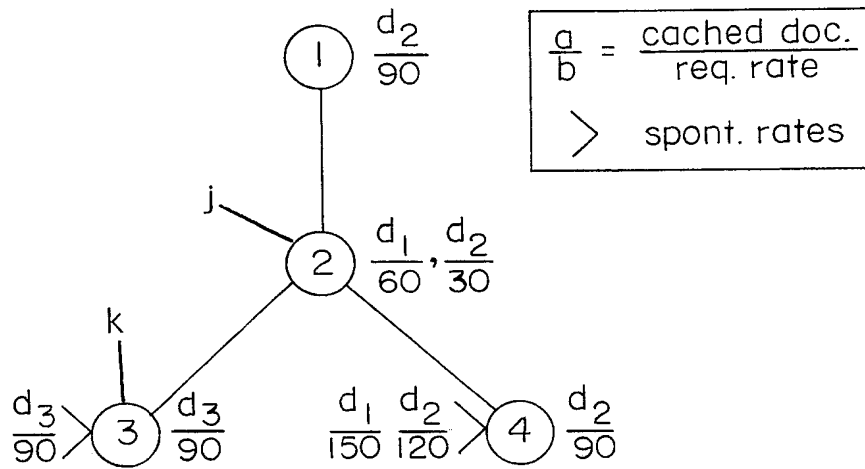 1 d2/90
a/b = cached doc./req. rate
> spont. rates
j
2 d1/60, d2/30
k
d3/90 > 3 d3/90
d1/150 d2/120 > 4 d2/90